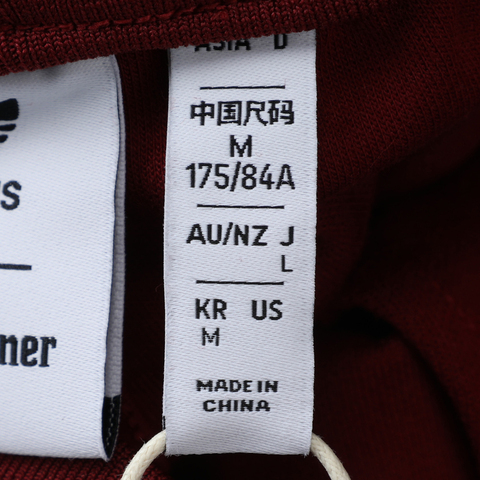 ASIA D
中国尺码
M
175/84A
AU/NZ J
L
KR US
M
MADE IN
CHINA
s
ner